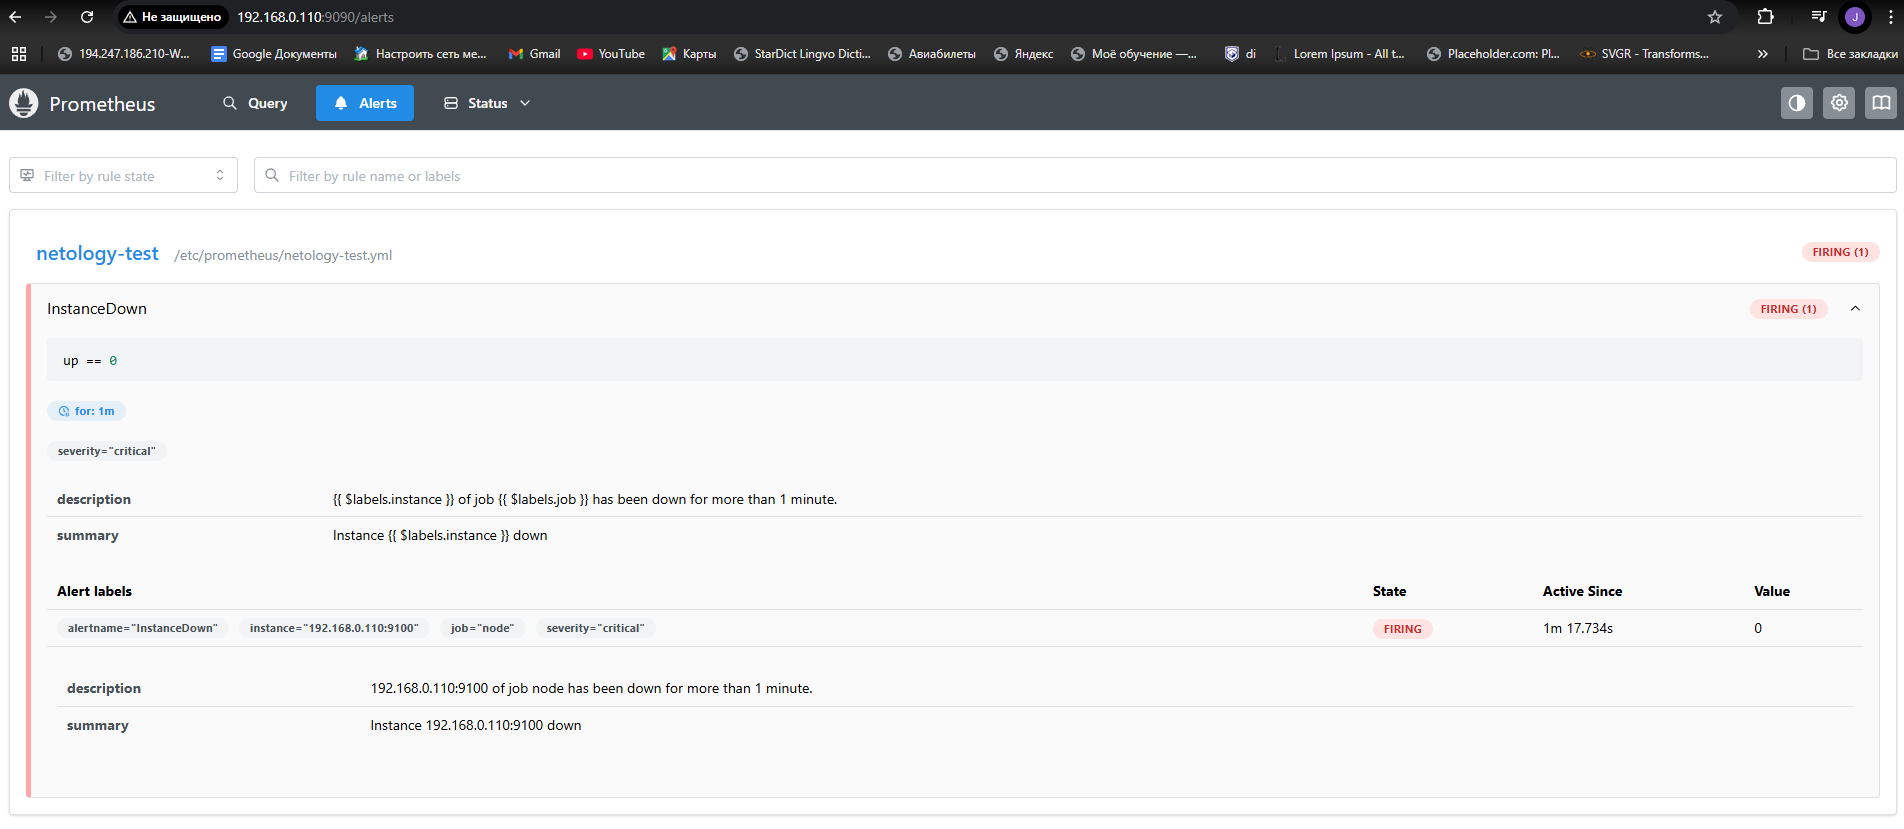 Не защищено 192.168.0.110:9090/alerts J
194.247.186.210-W... Google Документы Настроить сеть ме... Gmail YouTube Карты StarDict Lingvo Dicti... Авиабилеты Яндекс Моё обучение —... di Lorem Ipsum - All t... Placeholder.com: Pl... SVGR - Transforms... » Все закладки
Prometheus Query Alerts Status
Filter by rule state Filter by rule name or labels
netology-test /etc/prometheus/netology-test.yml FIRING (1)
InstanceDown FIRING (1)
up == 0
for: 1m
severity="critical"
description {{ $labels.instance }} of job {{ $labels.job }} has been down for more than 1 minute.
summary Instance {{ $labels.instance }} down
Alert labels State Active Since Value
alertname="InstanceDown" instance="192.168.0.110:9100" job="node" severity="critical" FIRING 1m 17.734s 0
description 192.168.0.110:9100 of job node has been down for more than 1 minute.
summary Instance 192.168.0.110:9100 down